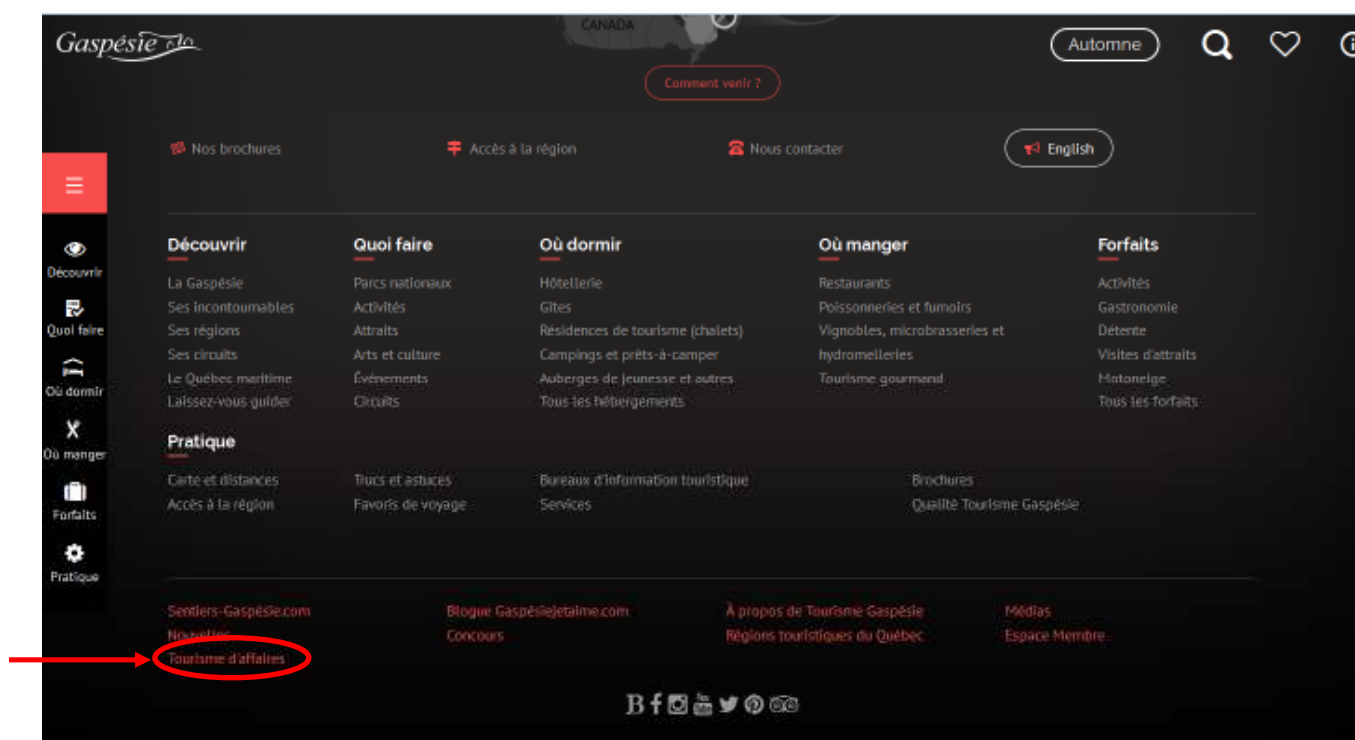 CANADA
Gaspésie
Automne
Comment venir ?
Nos brochures
Accès à la région
Nous contacter
English
Découvrir
Quoi faire
Où dormir
Où manger
Forfaits
Pratique
Découvrir
La Gaspésie
Ses incontournables
Ses régions
Ses circuits
Le Québec maritime
Laissez-vous guider
Quoi faire
Parcs nationaux
Activités
Attraits
Arts et culture
Événements
Circuits
Où dormir
Hôtellerie
Gîtes
Résidences de tourisme (chalets)
Campings et prêts-à-camper
Auberges de jeunesse et autres
Tous les hébergements
Où manger
Restaurants
Poissonneries et fumoirs
Vignobles, microbrasseries et
hydromelleries
Tourisme gourmand
Forfaits
Activités
Gastronomie
Détente
Visites d'attraits
Motoneige
Tous les forfaits
Pratique
Carte et distances
Accès à la région
Trucs et astuces
Favoris de voyage
Bureaux d'information touristique
Services
Brochures
Qualité Tourisme Gaspésie
Sentiers-Gaspésie.com
Nouvelles
Tourisme d'affaires
Blogue Gaspésiejetaime.com
Concours
À propos de Tourisme Gaspésie
Régions touristiques du Québec
Médias
Espace Membre